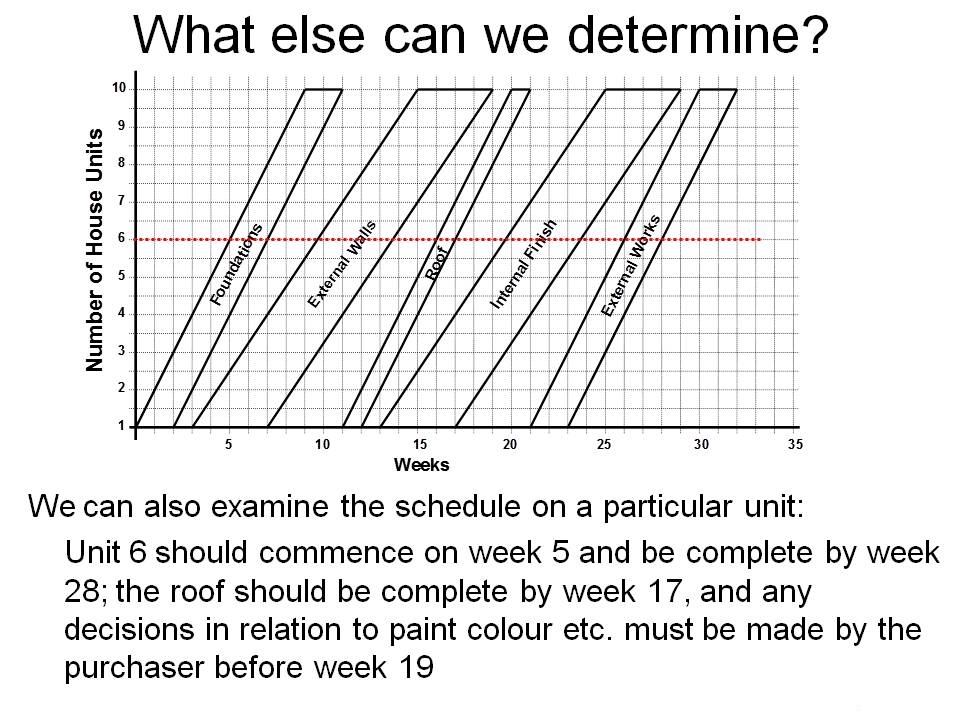 What else can we determine?
10
9
8
7
6
5
4
3
2
1
Number of House Units
Foundations
External Walls
Roof
Internal Finish
External Works
5 10 15 20 25 30 35
Weeks
We can also examine the schedule on a particular unit:
Unit 6 should commence on week 5 and be complete by week
28; the roof should be complete by week 17, and any
decisions in relation to paint colour etc. must be made by the
purchaser before week 19